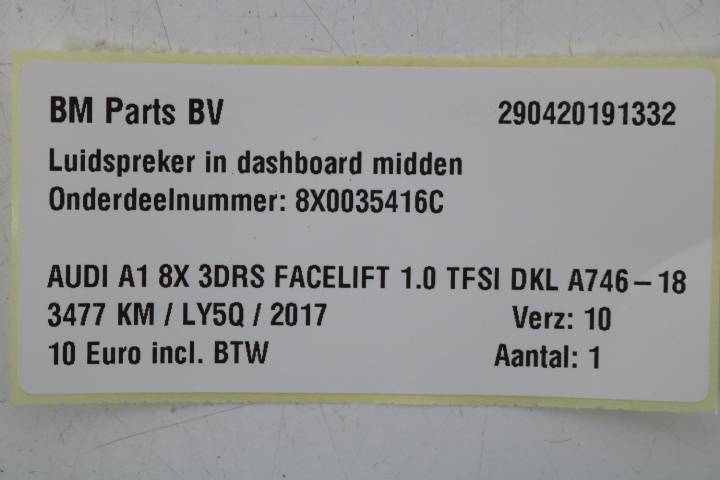 BM Parts BV 290420191332
Luidspreker in dashboard midden
Onderdeelnummer: 8X0035416C
AUDI A1 8X 3DRS FACELIFT 1.0 TFSI DKL A746-18
3477 KM / LY5Q / 2017 Verz: 10
10 Euro incl. BTW Aantal: 1